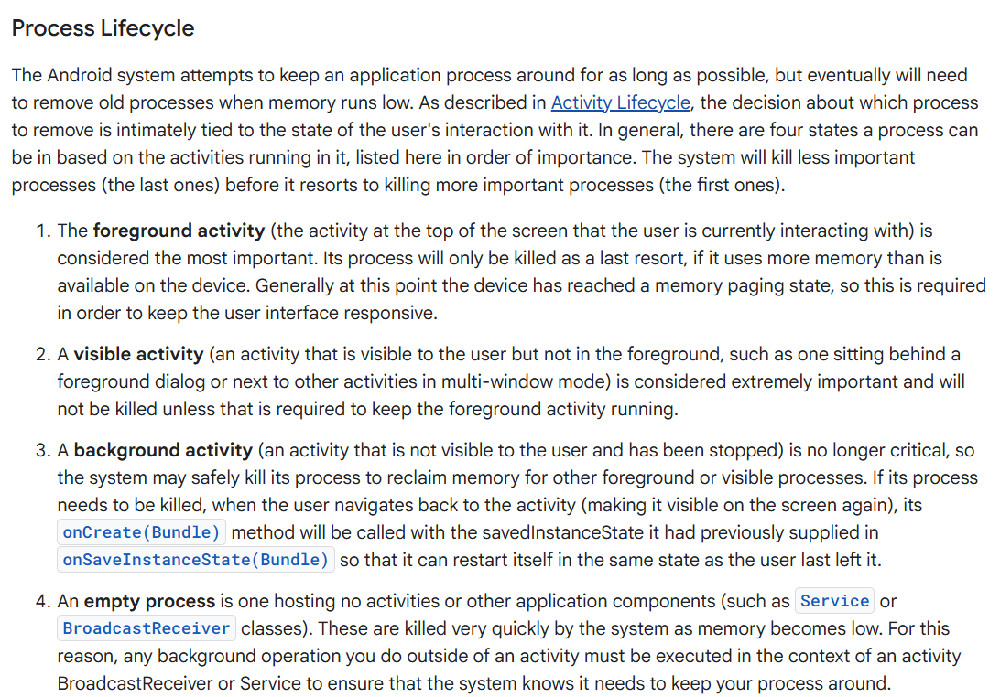 Process Lifecycle
The Android system attempts to keep an application process around for as long as possible, but eventually will need
to remove old processes when memory runs low. As described in Activity Lifecycle, the decision about which process
to remove is intimately tied to the state of the user's interaction with it. In general, there are four states a process can
be in based on the activities running in it, listed here in order of importance. The system will kill less important
processes (the last ones) before it resorts to killing more important processes (the first ones).
1. The foreground activity (the activity at the top of the screen that the user is currently interacting with) is
considered the most important. Its process will only be killed as a last resort, if it uses more memory than is
available on the device. Generally at this point the device has reached a memory paging state, so this is required
in order to keep the user interface responsive.
2. A visible activity (an activity that is visible to the user but not in the foreground, such as one sitting behind a
foreground dialog or next to other activities in multi-window mode) is considered extremely important and will
not be killed unless that is required to keep the foreground activity running.
3. A background activity (an activity that is not visible to the user and has been stopped) is no longer critical, so
the system may safely kill its process to reclaim memory for other foreground or visible processes. If its process
needs to be killed, when the user navigates back to the activity (making it visible on the screen again), its
onCreate(Bundle) method will be called with the savedInstanceState it had previously supplied in
onSaveInstanceState(Bundle) so that it can restart itself in the same state as the user last left it.
4. An empty process is one hosting no activities or other application components (such as Service or
BroadcastReceiver classes). These are killed very quickly by the system as memory becomes low. For this
reason, any background operation you do outside of an activity must be executed in the context of an activity
BroadcastReceiver or Service to ensure that the system knows it needs to keep your process around.